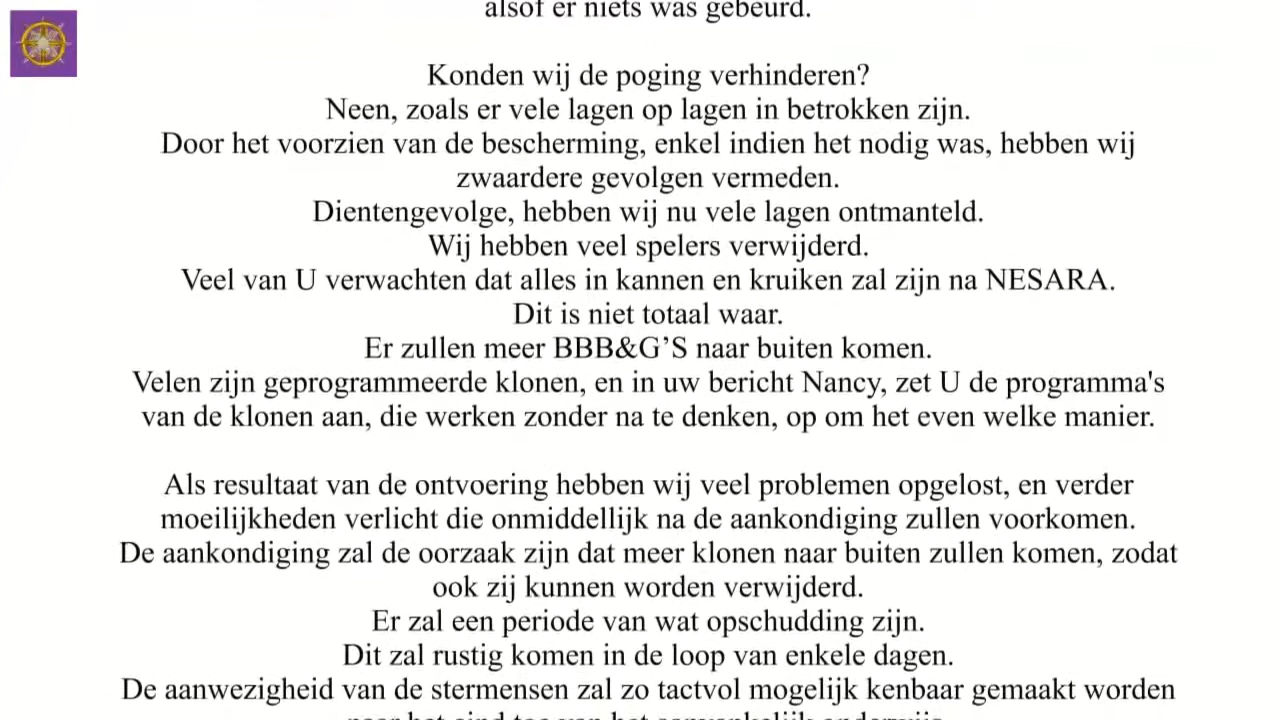 alsof er niets was gebeurd.
Konden wij de poging verhinderen?
Neen, zoals er vele lagen op lagen in betrokken zijn.
Door het voorzien van de bescherming, enkel indien het nodig was, hebben wij
zwaardere gevolgen vermeden.
Dientengevolge, hebben wij nu vele lagen ontmanteld.
Wij hebben veel spelers verwijderd.
Veel van U verwachten dat alles in kannen en kruiken zal zijn na NESARA.
Dit is niet totaal waar.
Er zullen meer BBB&G’S naar buiten komen.
Velen zijn geprogrammeerde klonen, en in uw bericht Nancy, zet U de programma's
van de klonen aan, die werken zonder na te denken, op om het even welke manier.
Als resultaat van de ontvoering hebben wij veel problemen opgelost, en verder
moeilijkheden verlicht die onmiddellijk na de aankondiging zullen voorkomen.
De aankondiging zal de oorzaak zijn dat meer klonen naar buiten zullen komen, zodat
ook zij kunnen worden verwijderd.
Er zal een periode van wat opschudding zijn.
Dit zal rustig komen in de loop van enkele dagen.
De aanwezigheid van de stermensen zal zo tactvol mogelijk kenbaar gemaakt worden